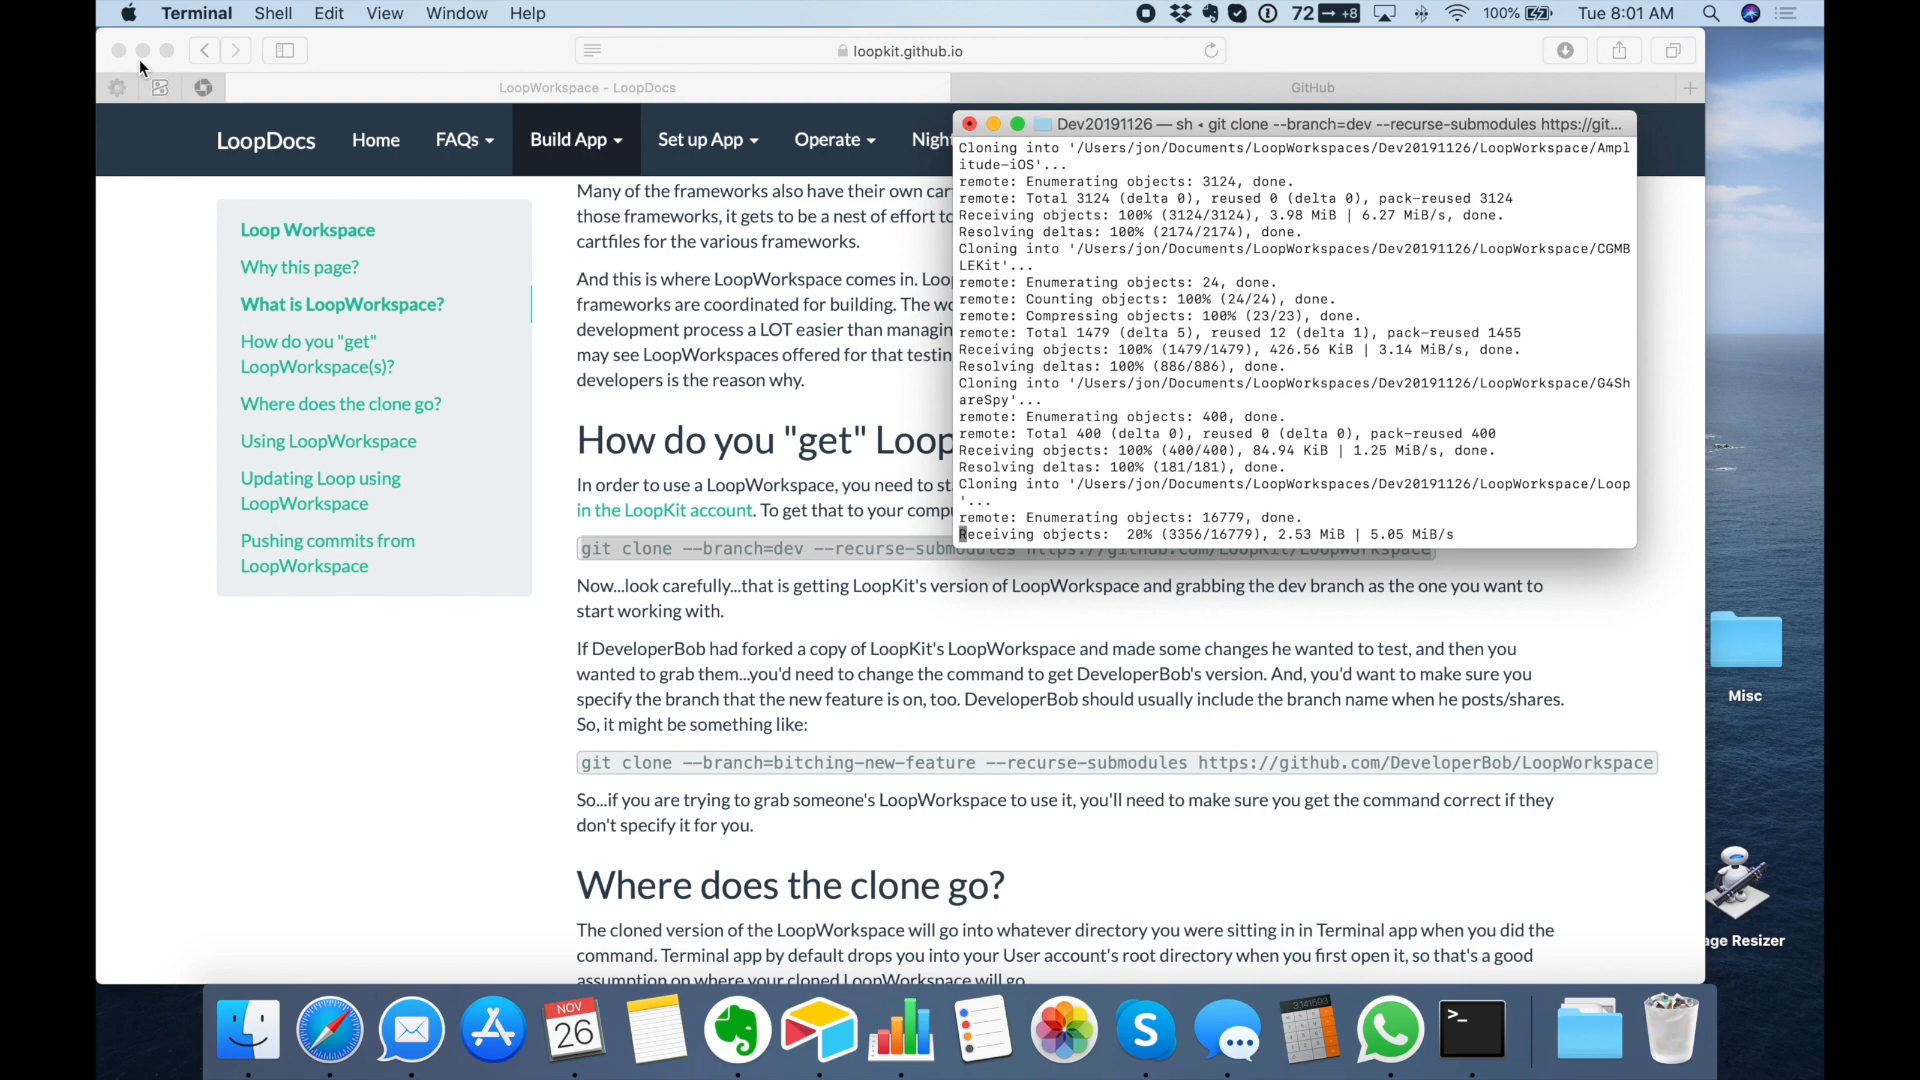 Terminal Shell Edit View Window Help
72 → +8 100% Tue 8:01 AM
loopkit.github.io
LoopWorkspace - LoopDocs
GitHub
LoopDocs Home FAQs Build App Set up App Operate Nigh
Loop Workspace
Why this page?
What is LoopWorkspace?
How do you "get"
LoopWorkspace(s)?
Where does the clone go?
Using LoopWorkspace
Updating Loop using
LoopWorkspace
Pushing commits from
LoopWorkspace
Many of the frameworks also have their own car
those frameworks, it gets to be a nest of effort to
cartfiles for the various frameworks.
And this is where LoopWorkspace comes in. Loo
frameworks are coordinated for building. The wo
development process a LOT easier than managin
may see LoopWorkspaces offered for that testin
developers is the reason why.
How do you "get" Loop
In order to use a LoopWorkspace, you need to st
in the LoopKit account. To get that to your compu
git clone --branch=dev --recurse-submodules https://github.com/LoopKit/LoopWorkspace
Now...look carefully...that is getting LoopKit's version of LoopWorkspace and grabbing the dev branch as the one you want to
start working with.
If DeveloperBob had forked a copy of LoopKit's LoopWorkspace and made some changes he wanted to test, and then you
wanted to grab them...you'd need to change the command to get DeveloperBob's version. And, you'd want to make sure you
specify the branch that the new feature is on, too. DeveloperBob should usually include the branch name when he posts/shares.
So, it might be something like:
git clone --branch=bitching-new-feature --recurse-submodules https://github.com/DeveloperBob/LoopWorkspace
So...if you are trying to grab someone's LoopWorkspace to use it, you'll need to make sure you get the command correct if they
don't specify it for you.
Where does the clone go?
The cloned version of the LoopWorkspace will go into whatever directory you were sitting in in Terminal app when you did the
command. Terminal app by default drops you into your User account's root directory when you first open it, so that's a good
assumption on where your cloned LoopWorkspace will go
Dev20191126 — sh ◂ git clone --branch=dev --recurse-submodules https://git...
Cloning into '/Users/jon/Documents/LoopWorkspaces/Dev20191126/LoopWorkspace/Ampl
itude-iOS'...
remote: Enumerating objects: 3124, done.
remote: Total 3124 (delta 0), reused 0 (delta 0), pack-reused 3124
Receiving objects: 100% (3124/3124), 3.98 MiB | 6.27 MiB/s, done.
Resolving deltas: 100% (2174/2174), done.
Cloning into '/Users/jon/Documents/LoopWorkspaces/Dev20191126/LoopWorkspace/CGMB
LEKit'...
remote: Enumerating objects: 24, done.
remote: Counting objects: 100% (24/24), done.
remote: Compressing objects: 100% (23/23), done.
remote: Total 1479 (delta 5), reused 12 (delta 1), pack-reused 1455
Receiving objects: 100% (1479/1479), 426.56 KiB | 3.14 MiB/s, done.
Resolving deltas: 100% (886/886), done.
Cloning into '/Users/jon/Documents/LoopWorkspaces/Dev20191126/LoopWorkspace/G4Sh
areSpy'...
remote: Enumerating objects: 400, done.
remote: Total 400 (delta 0), reused 0 (delta 0), pack-reused 400
Receiving objects: 100% (400/400), 84.94 KiB | 1.25 MiB/s, done.
Resolving deltas: 100% (181/181), done.
Cloning into '/Users/jon/Documents/LoopWorkspaces/Dev20191126/LoopWorkspace/Loop
'...
remote: Enumerating objects: 16779, done.
Receiving objects: 20% (3356/16779), 2.53 MiB | 5.05 MiB/s
Misc
age Resizer
NOV
26
3.141593
>_